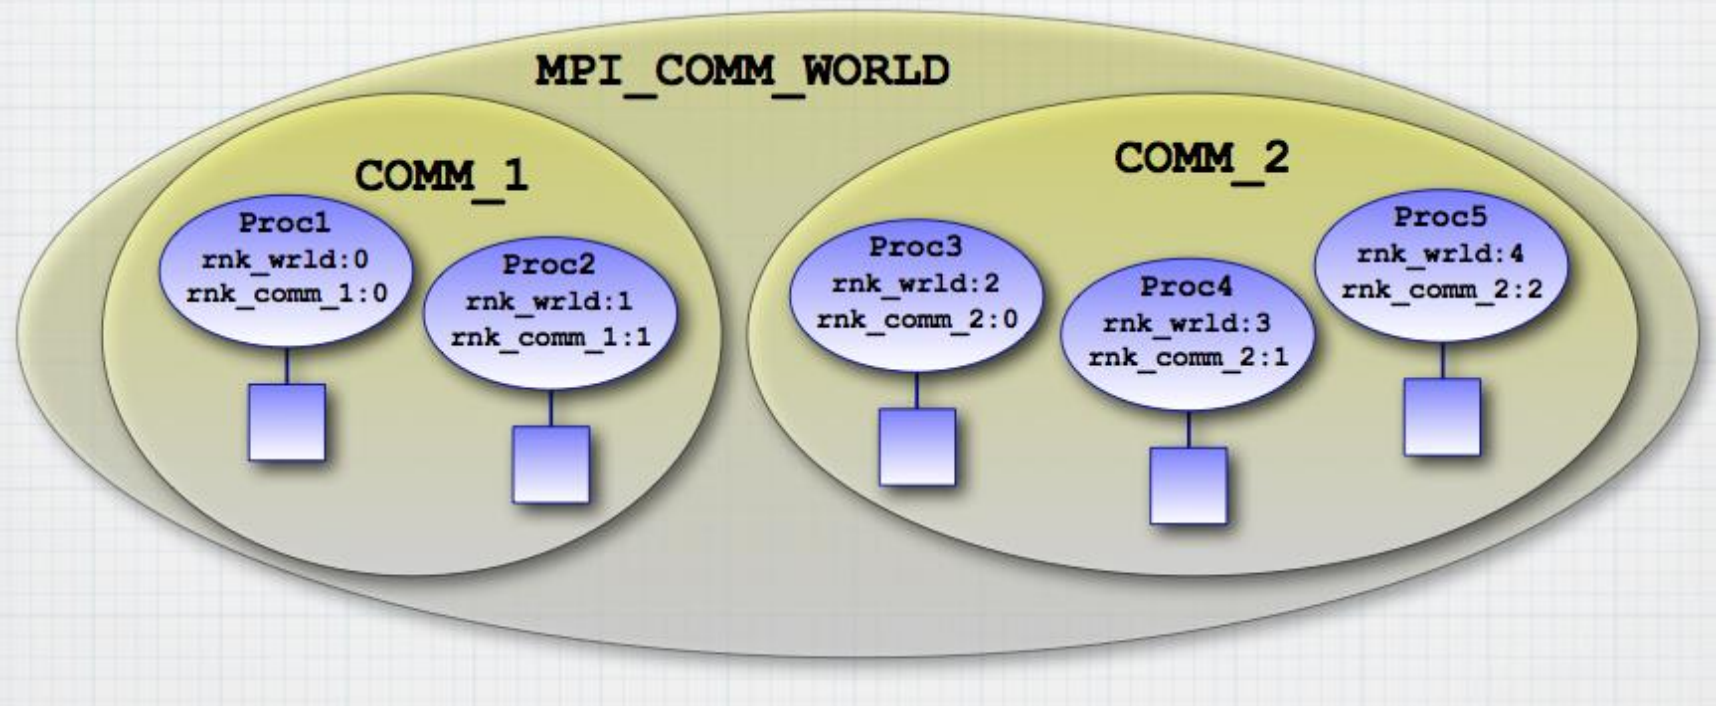 MPI_COMM_WORLD
COMM_1
Proc1
rnk_wrld:0
rnk_comm_1:0
Proc2
rnk_wrld:1
rnk_comm_1:1
COMM_2
Proc3
rnk_wrld:2
rnk_comm_2:0
Proc4
rnk_wrld:3
rnk_comm_2:1
Proc5
rnk_wrld:4
rnk_comm_2:2